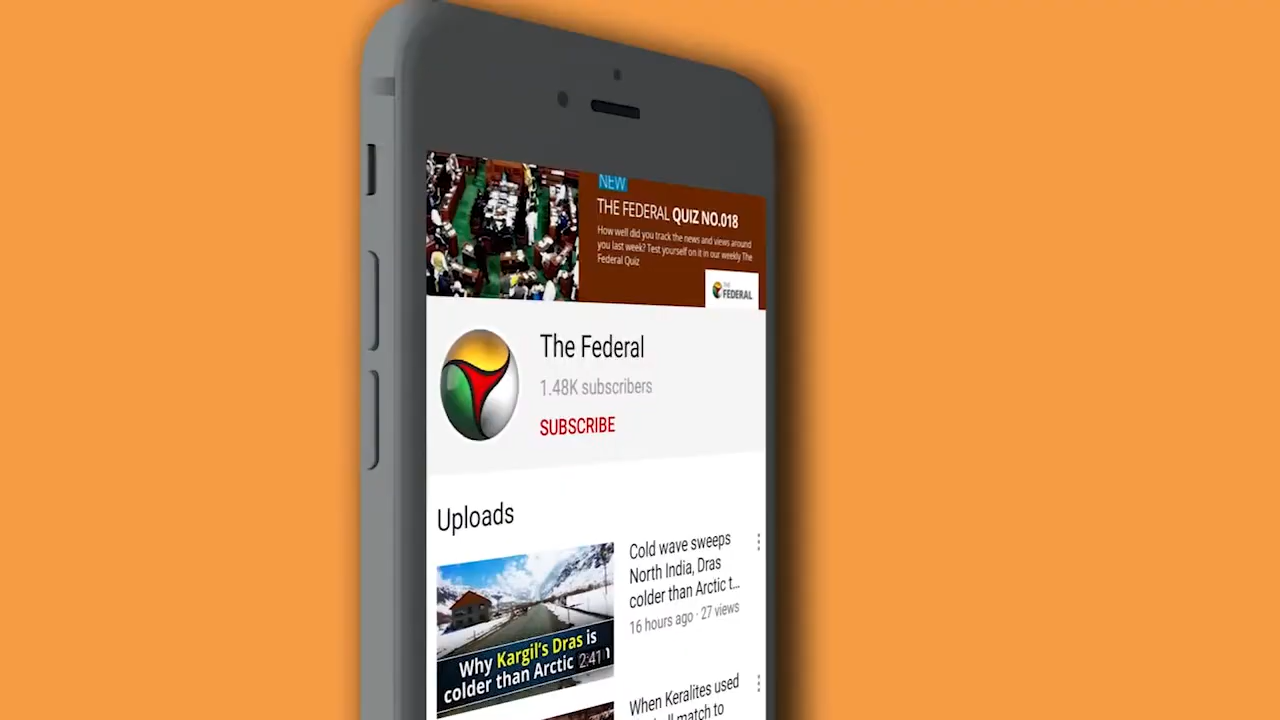 NEW
THE FEDERAL QUIZ NO.018
How well did you track the news and views around
you last week? Test yourself on it in our weekly The
Federal Quiz
THE
FEDERAL
The Federal
1.48K subscribers
SUBSCRIBE
Uploads
Why Kargil's Dras is
colder than Arctic
2:41
Cold wave sweeps
North India, Dras
colder than Arctic t...
16 hours ago · 27 views
When Keralites used
match to